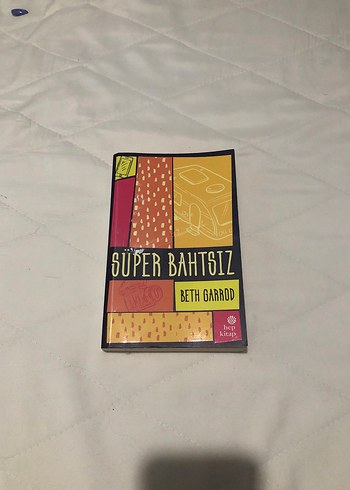 SÜPER BAHTSIZ
BETH GARROD
hep
kitap